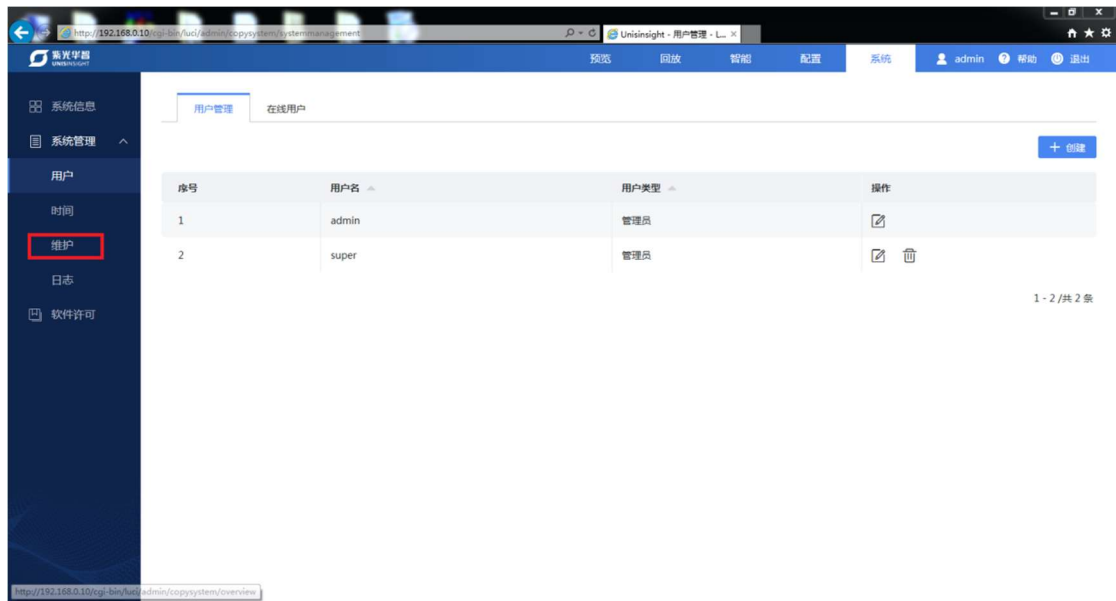 http://192.168.0.10/cgi-bin/luci/admin/copysystem/systemmanagement
Unisinsight - 用户管理 - L...
紫光华智
UNISINSIGHT
预览 回放 智能 配置 系统 admin 帮助 退出
系统信息
系统管理
用户
时间
维护
日志
软件许可
用户管理 在线用户
创建
序号 用户名 用户类型 操作
1 admin 管理员
2 super 管理员
1 - 2 /共 2 条
http://192.168.0.10/cgi-bin/luci/admin/copysystem/overview